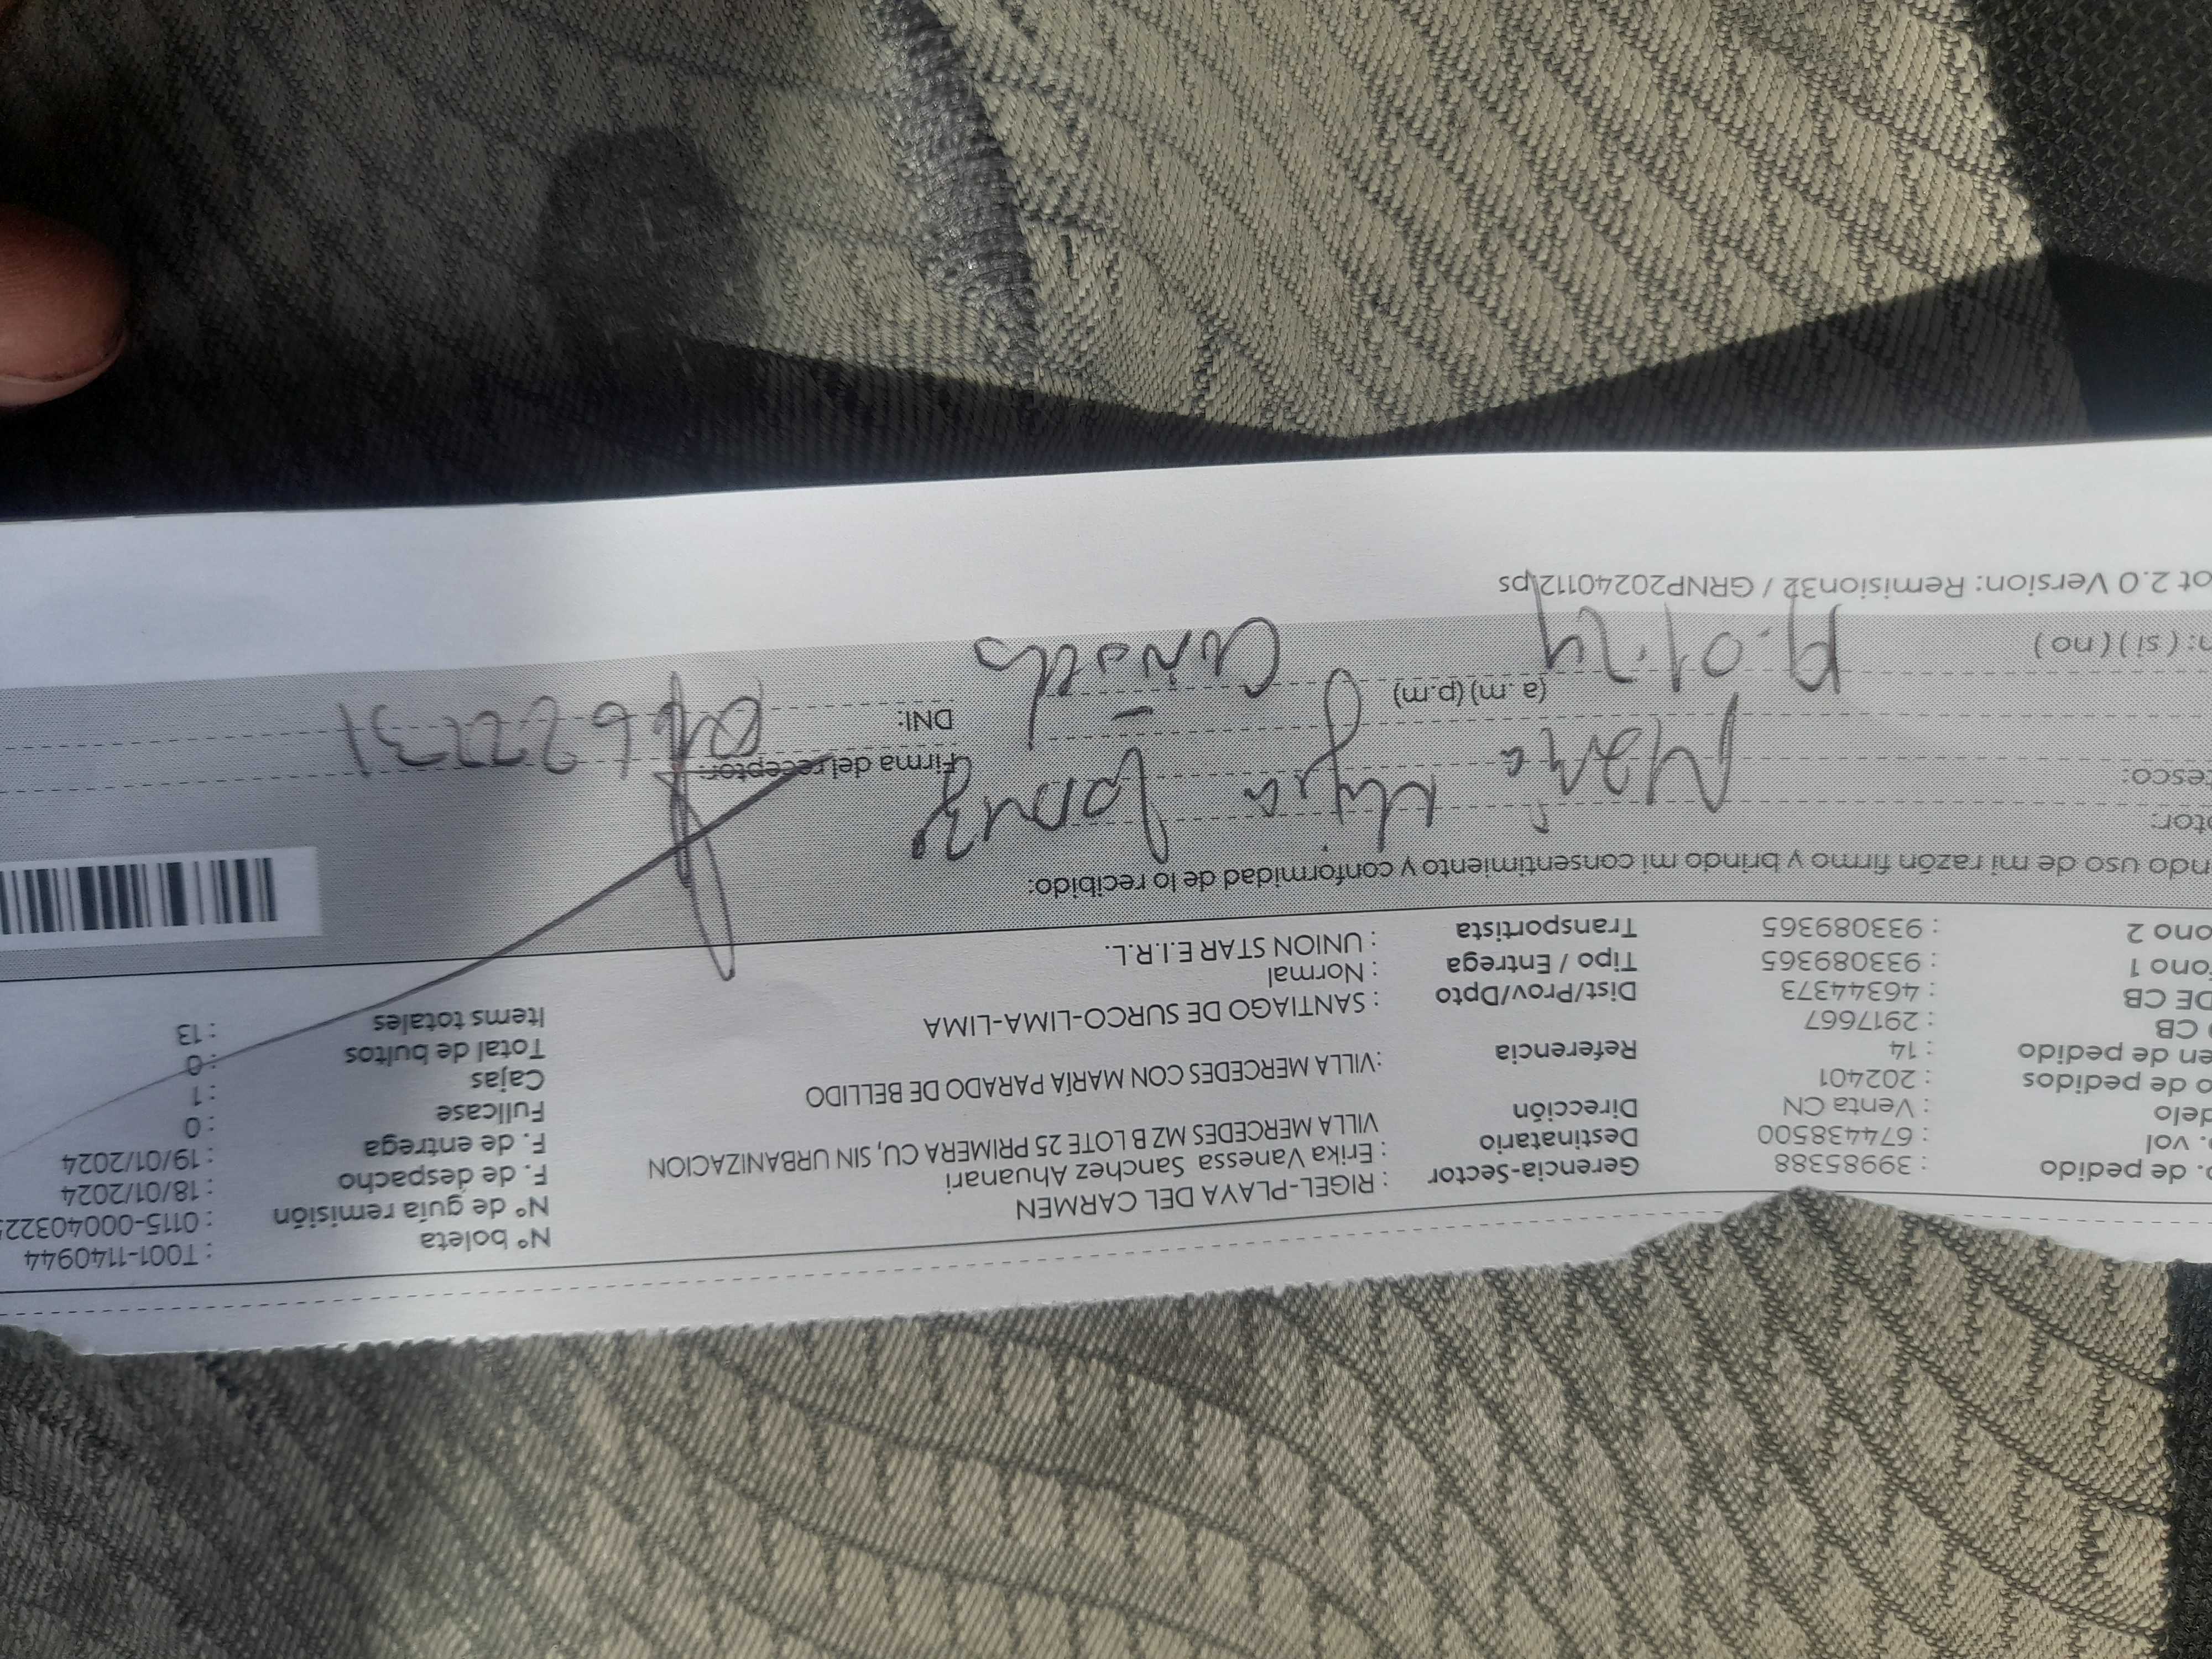 N° boleta : T001-1140944
. de pedido : 39985388 Gerencia-Sector : RIGEL-PLAYA DEL CARMEN N° de guía remisión : 0115-00040322
. vol : 674438500 Destinatario : Erika Vanessa Sanchez Ahuanari F. de despacho : 18/01/2024
delo : Venta CN Dirección VILLA MERCEDES MZ B LOTE 25 PRIMERA CU, SIN URBANIZACION F. de entrega : 19/01/2024
o de pedidos : 202401 Fullcase : 0
en de pedido : 14 Referencia :VILLA MERCEDES CON MARÍA PARADO DE BELLIDO Cajas : 1
CB : 2917667 Total de bultos : 0
DE CB : 46344373 Dist/Prov/Dpto : SANTIAGO DE SURCO-LIMA-LIMA Items totales : 13
ono 1 : 933089365 Tipo / Entrega : Normal
ono 2 : 933089365 Transportista : UNION STAR E.I.R.L.
ndo uso de mi razón firmo y brindo mi consentimiento y conformidad de lo recibido:
tor:
esco: Firma del receptor:
(a .m) (p.m) DNI:
: ( si ) ( no )
ot 2.0 Version: Remision32 / GRNP20240112 ps